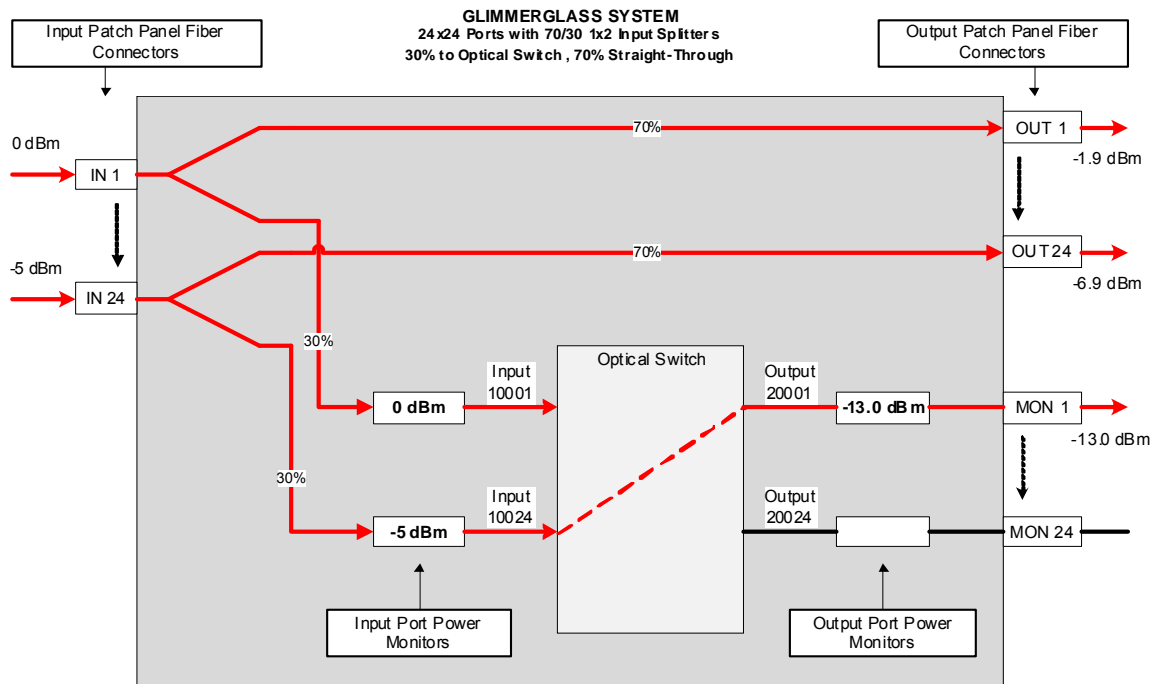 GLIMMERGLASS SYSTEM
24x24 Ports with 70/30 1x2 Input Splitters
30% to Optical Switch , 70% Straight-Through
Input Patch Panel Fiber
Connectors
Output Patch Panel Fiber
Connectors
0 dBm
IN 1
70%
OUT 1
-1.9 dBm
-5 dBm
IN 24
70%
OUT 24
-6.9 dBm
30%
Optical Switch
Input
10001
0 dBm
Output
20001
-13.0 dBm
MON 1
-13.0 dBm
30%
Input
10024
-5 dBm
Output
20024
MON 24
Input Port Power
Monitors
Output Port Power
Monitors